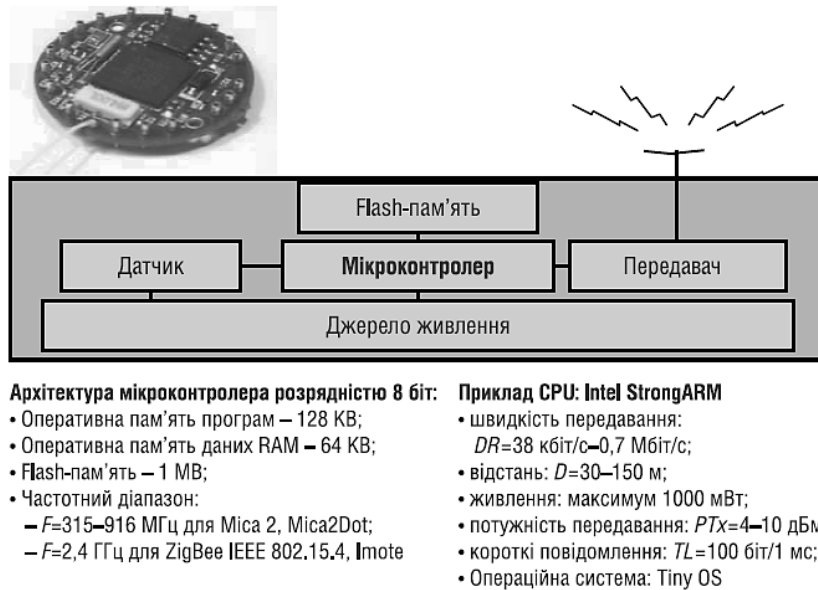 Flash-пам’ять
Датчик
Мікроконтролер
Передавач
Джерело живлення
Архітектура мікроконтролера розрядністю 8 біт:
• Оперативна пам’ять програм – 128 KB;
• Оперативна пам’ять даних RAM – 64 KB;
• Flash-пам’ять – 1 MB;
• Частотний діапазон:
– F=315–916 МГц для Mica 2, Mica2Dot;
– F=2,4 ГГц для ZigBee IEEE 802.15.4, Imote
Приклад CPU: Intel StrongARM
• швидкість передавання:
DR=38 кбіт/с–0,7 Мбіт/с;
• відстань: D=30–150 м;
• живлення: максимум 1000 мВт;
• потужність передавання: PTx=4–10 дБм
• короткі повідомлення: TL=100 біт/1 мс;
• Операційна система: Tiny OS